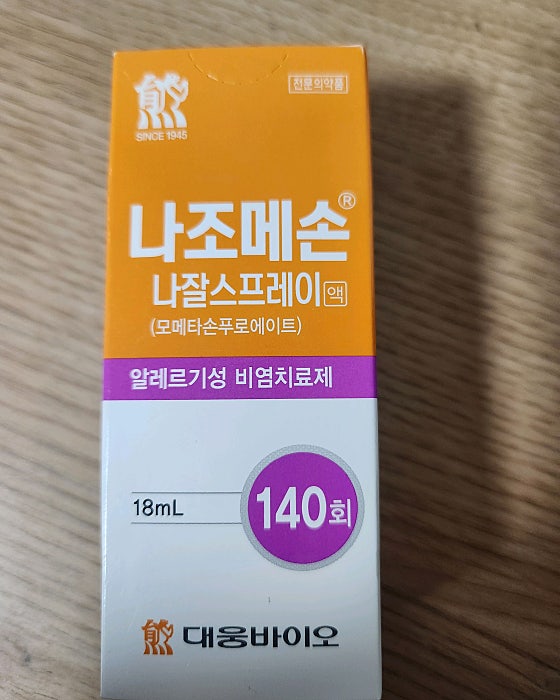 전문의약품
SINCE 1945
나조메손®
나잘스프레이액
(모메타손푸로에이트)
알레르기성 비염치료제
18mL
140회
대웅바이오